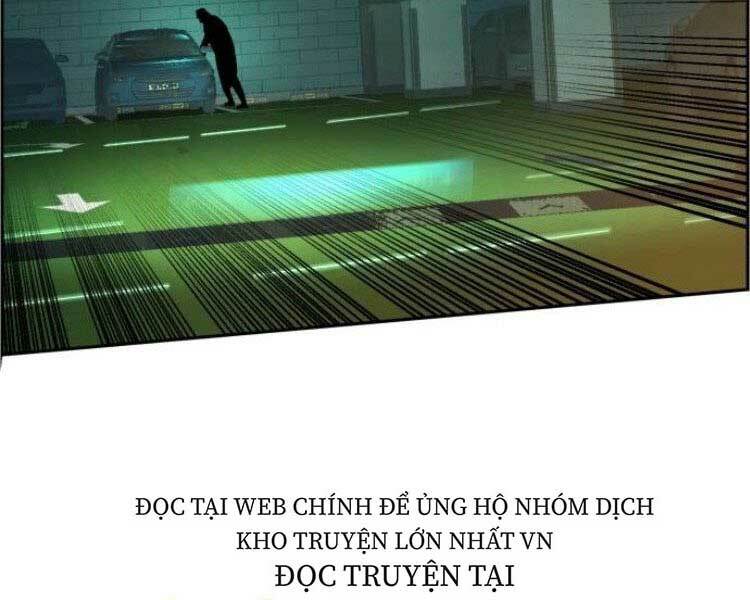 ĐỌC TẠI WEB CHÍNH ĐỂ ỦNG HỘ NHÓM DỊCH
KHO TRUYỆN LỚN NHẤT VN
ĐỌC TRUYỆN TẠI